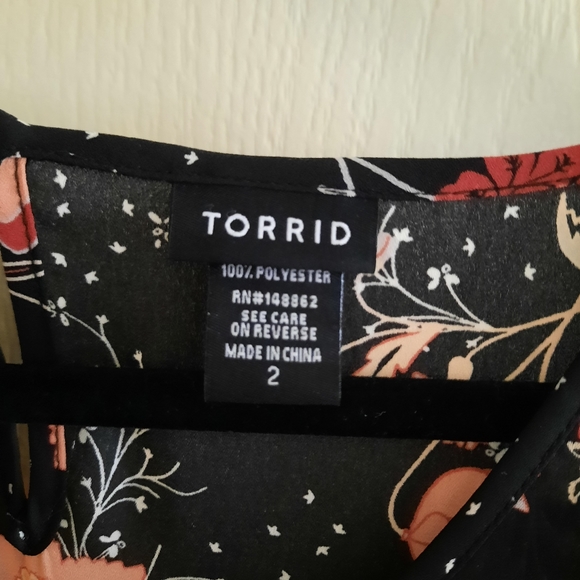 TORRID
100% POLYESTER
RN#148862
SEE CARE
ON REVERSE
MADE IN CHINA
2